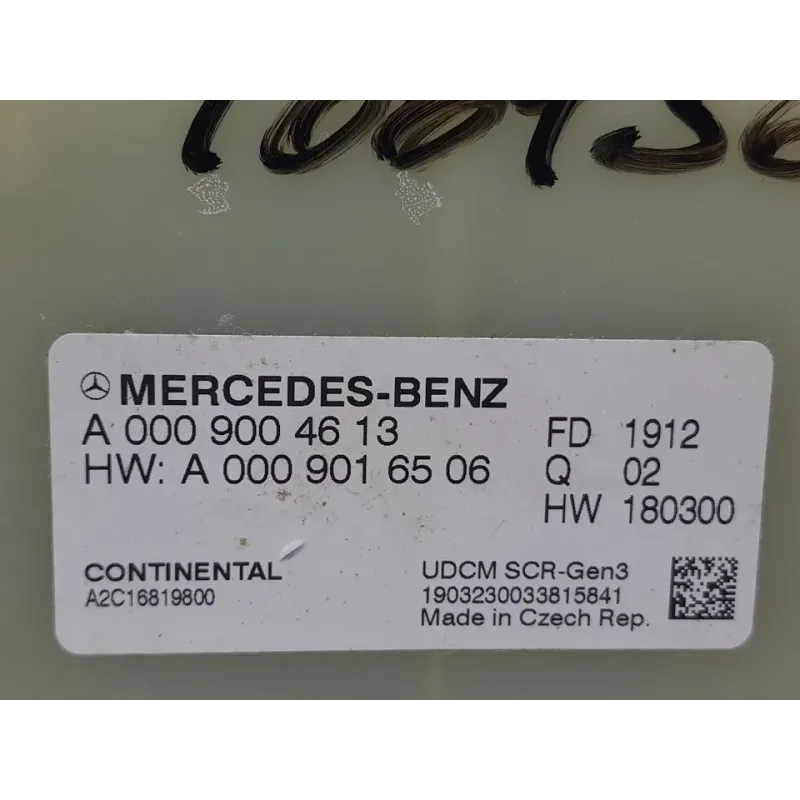 MERCEDES-BENZ
A 000 900 46 13
HW: A 000 901 65 06
FD 1912
Q 02
HW 180300
CONTINENTAL
A2C16819800
UDCM SCR-Gen3
1903230033815841
Made in Czech Rep.